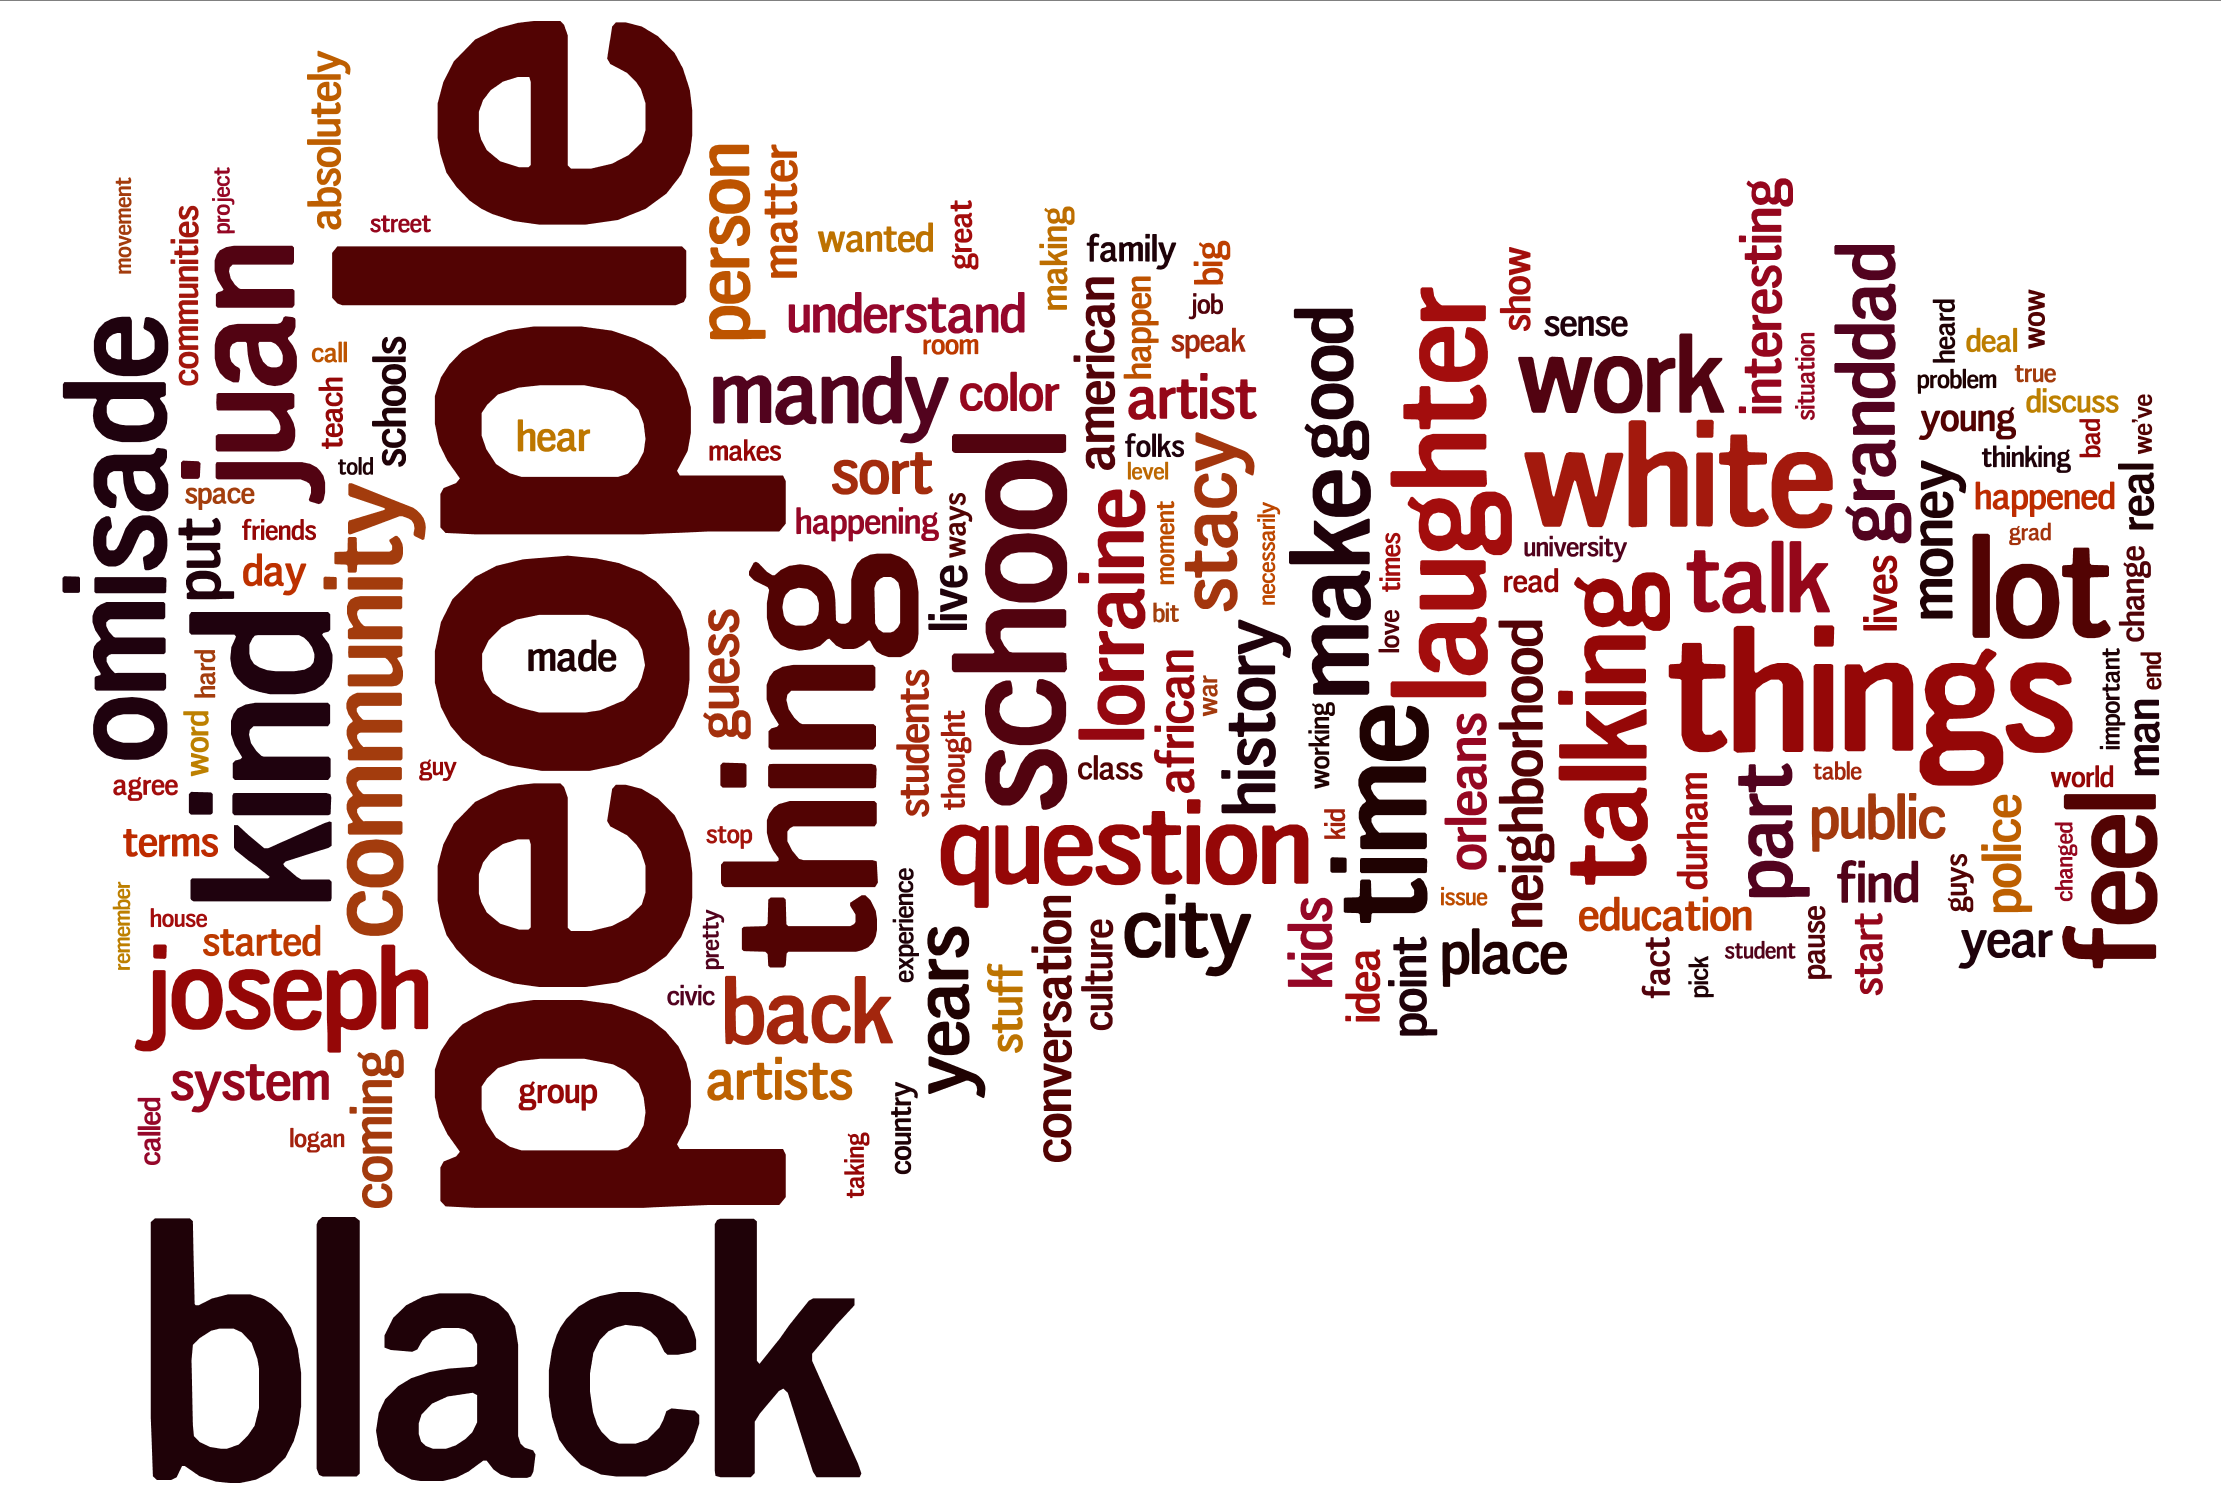 people
black
absolutely
movement
communities
project
street
juan
omisade
call
teach
schools
told
space
put
friends
day
kind
community
hard
word
agree
guy
terms
remember
house
started
joseph
system
called
logan
coming
hear
made
group
person
matter
wanted
great
understand
room
mandy
color
makes
sort
happening
thing
guess
live
ways
students
thought
stop
school
making
family
big
american
happen
job
speak
artist
folks
level
lorraine
moment
stacy
necessarily
bit
african
war
history
class
question
experience
pretty
civic
back
artists
years
stuff
conversation
culture
city
country
taking
good
make
laughter
show
sense
work
interesting
situation
granddad
heard
deal
wow
problem
true
young
discuss
we've
thinking
bad
white
university
times
love
read
talk
talking
lives
money
happened
real
grad
lot
change
things
important
end
man
world
working
kid
time
orleans
neighborhood
durham
part
table
public
find
police
guys
changed
feel
kids
idea
point
issue
place
education
fact
pick
student
pause
start
year